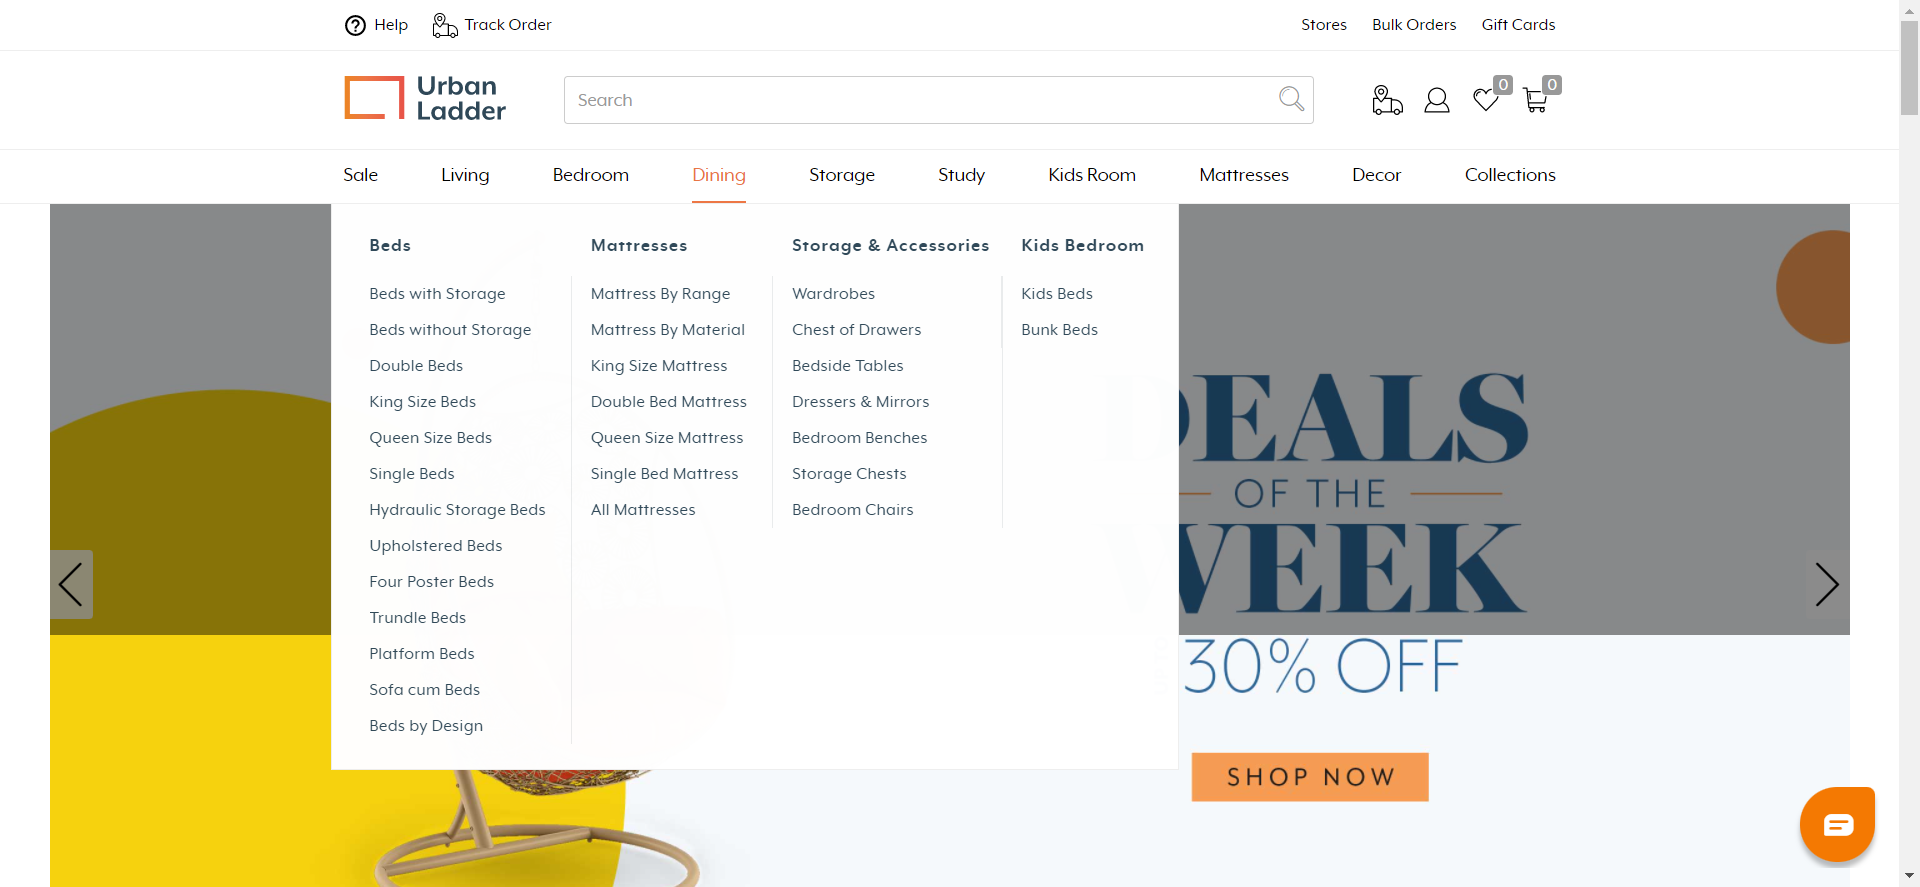 Help
Track Order
Stores
Bulk Orders
Gift Cards
Urban
Ladder
Search
0
0
Sale
Living
Bedroom
Dining
Storage
Study
Kids Room
Mattresses
Decor
Collections
Beds
Beds with Storage
Beds without Storage
Double Beds
King Size Beds
Queen Size Beds
Single Beds
Hydraulic Storage Beds
Upholstered Beds
Four Poster Beds
Trundle Beds
Platform Beds
Sofa cum Beds
Beds by Design
Mattresses
Mattress By Range
Mattress By Material
King Size Mattress
Double Bed Mattress
Queen Size Mattress
Single Bed Mattress
All Mattresses
Storage & Accessories
Wardrobes
Chest of Drawers
Bedside Tables
Dressers & Mirrors
Bedroom Benches
Storage Chests
Bedroom Chairs
Kids Bedroom
Kids Beds
Bunk Beds
DEALS
OF THE
WEEK
30% OFF
SHOP NOW